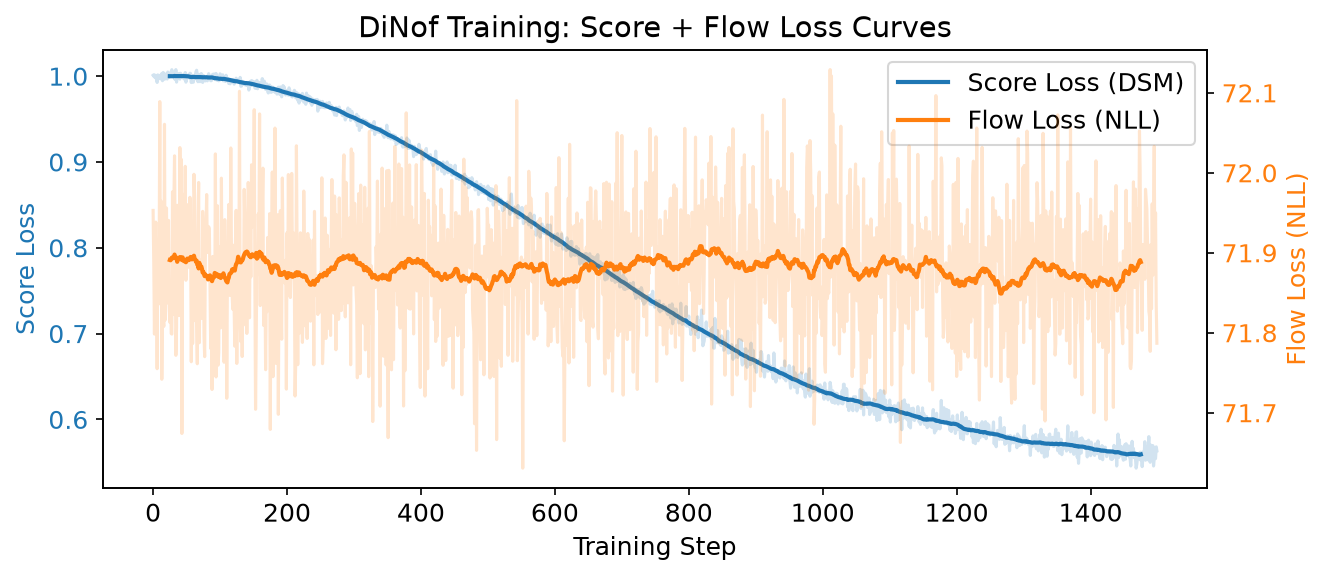 DiNof Training: Score + Flow Loss Curves
Score Loss (DSM)
Flow Loss (NLL)
Score Loss
1.0
0.9
0.8
0.7
0.6
72.1
72.0
71.9
71.8
71.7
Flow Loss (NLL)
0 200 400 600 800 1000 1200 1400
Training Step